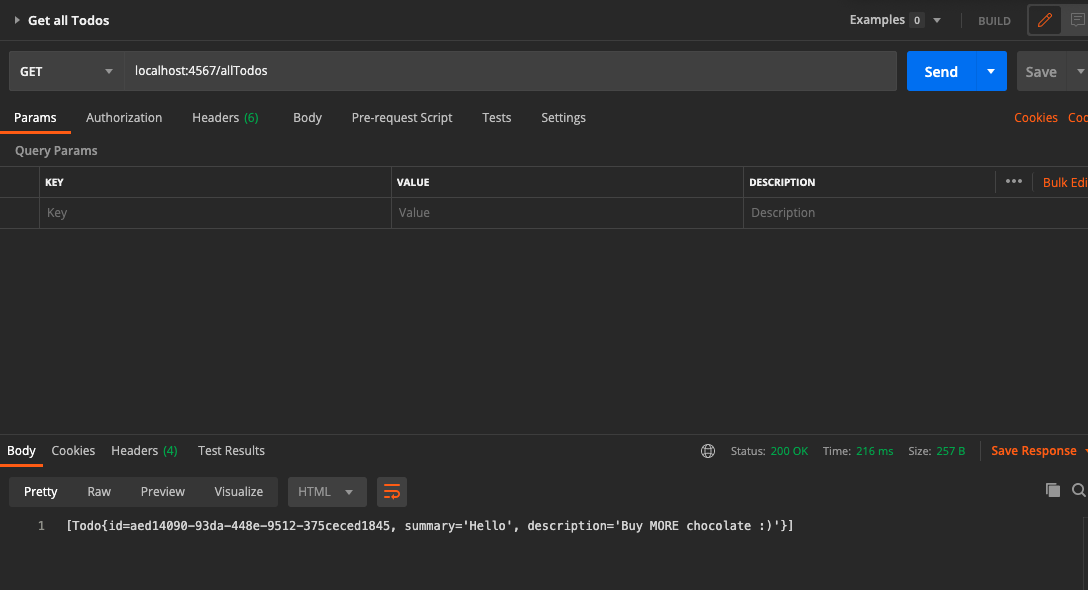 Get all Todos Examples 0 BUILD
GET localhost:4567/allTodos Send Save
Params Authorization Headers (6) Body Pre-request Script Tests Settings Cookies
Query Params
KEY VALUE DESCRIPTION ••• Bulk Edi
Key Value Description
Body Cookies Headers (4) Test Results Status: 200 OK Time: 216 ms Size: 257 B Save Response
Pretty Raw Preview Visualize HTML
1 [Todo{id=aed14090-93da-448e-9512-375ceced1845, summary='Hello', description='Buy MORE chocolate :)'}]